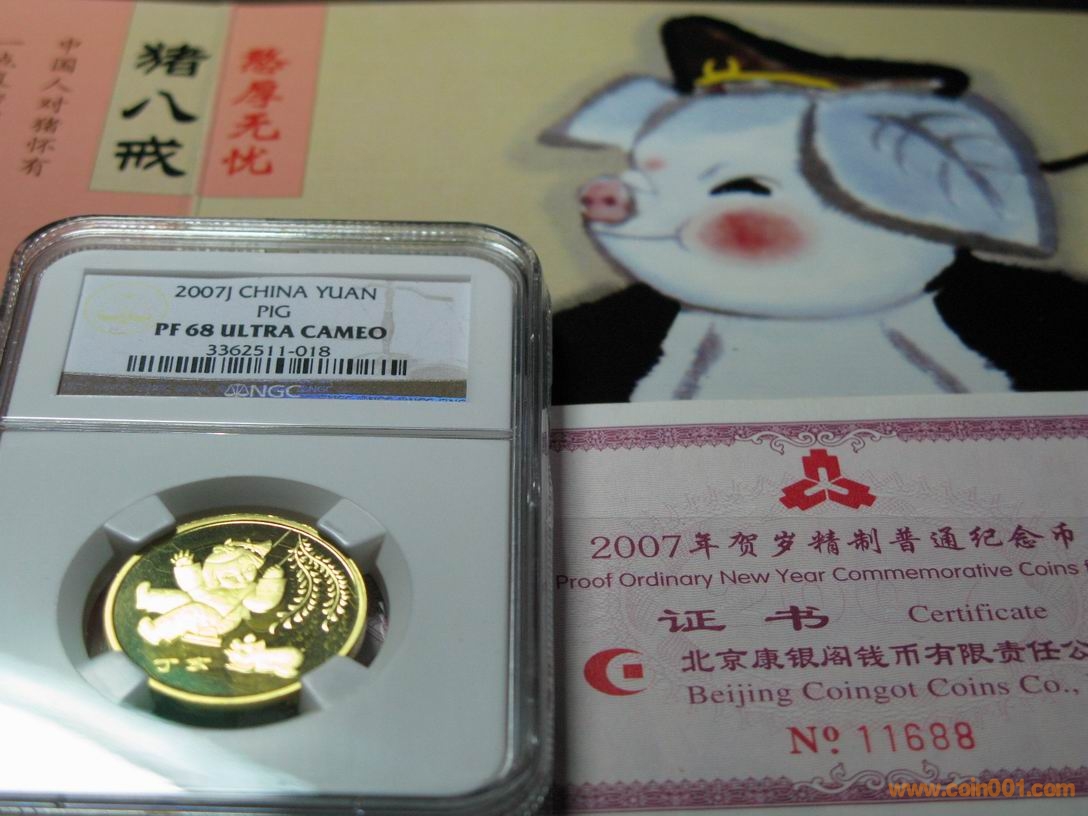 憨厚无忧
猪八戒
中国人对猪怀有
2007J CHINA YUAN
PIG
PF 68 ULTRA CAMEO
3362511-018
NGC
2007年贺岁精制普通纪念币
Proof Ordinary New Year Commemorative Coins f
证书 Certificate
北京康银阁钱币有限责任公
Beijing Coingot Coins Co.,
Nº 11688
www.coin001.com